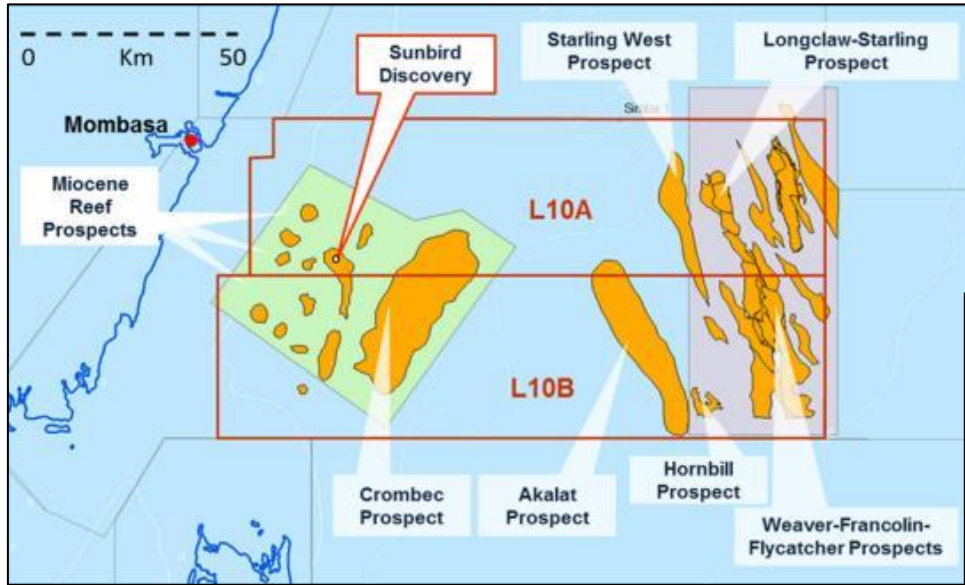 0 Km 50
Sunbird
Discovery
Starling West
Prospect
Longclaw-Starling
Prospect
Mombasa
Miocene
Reef
Prospects
L10A
L10B
Crombec
Prospect
Akalat
Prospect
Hornbill
Prospect
Weaver-Francolin-
Flycatcher Prospects